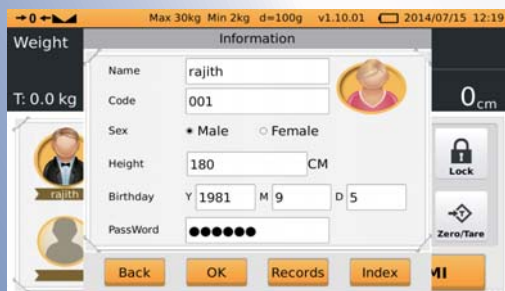 →0← Max 30kg Min 2kg d=100g v1.10.01 2014/07/15 12:19
Weight
Information
T: 0.0 kg
0cm
Name rajith
Code 001
Sex Male Female
Height 180 CM
Birthday Y 1981 M 9 D 5
PassWord ●●●●●●
rajith
Lock
→T← Zero/Tare
Back OK Records Index
MI